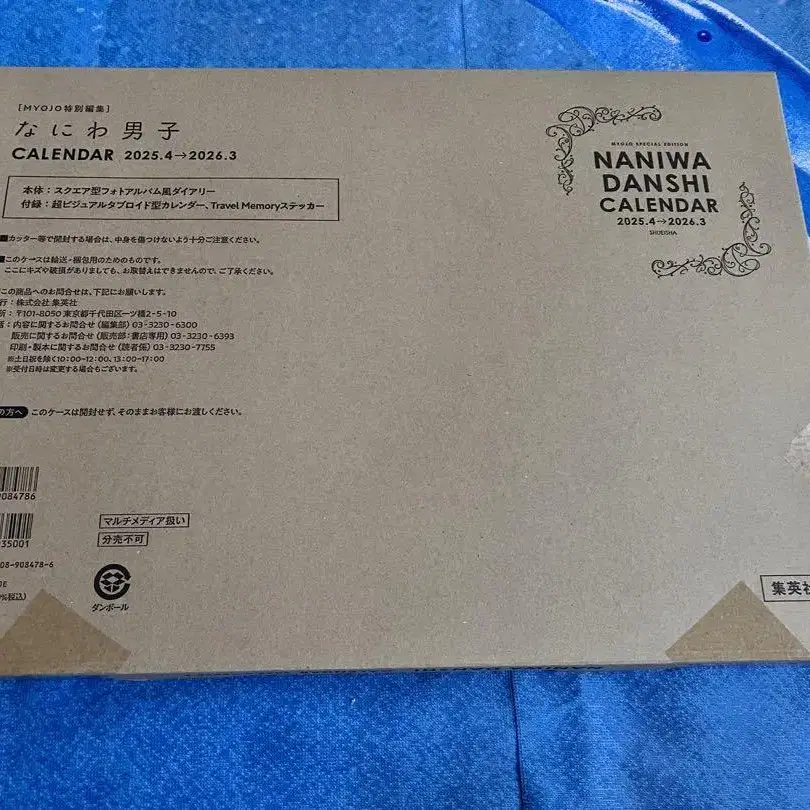 [MYOJO特別編集]
なにわ男子
CALENDAR 2025.4→2026.3
本体：スクエア型フォトアルバム風ダイアリー
付録：超ビジュアルタブロイド型カレンダー、Travel Memoryステッカー
■カッター等で開封する場合は、中身を傷つけないよう十分ご注意ください。
■このケースは輸送・梱包用のためのものです。
ここにキズや破損がありましても、お取替えはできませんので、ご了承ください。
この商品へのお問合せは、下記にお願いします。
行：株式会社 集英社
所：〒101-8050 東京都千代田区一ツ橋2-5-10
話：内容に関するお問合せ（編集部）03-3230-6300
販売に関するお問合せ（販売部：書店専用）03-3230-6393
印刷・製本に関するお問合せ（読者係）03-3230-7755
※土日祝を除く10:00~12:00、13:00~17:00
※受付日時は変更する場合もございます。
の方へ このケースは開封せず、そのままお客様にお渡しください。
9084786
35001
08-908478-6
0E
%税込)
マルチメディア扱い
分売不可
ダンボール
MYOJO SPECIAL EDITION
NANIWA
DANSHI
CALENDAR
2025.4→2026.3
SHUEISHA
集英社